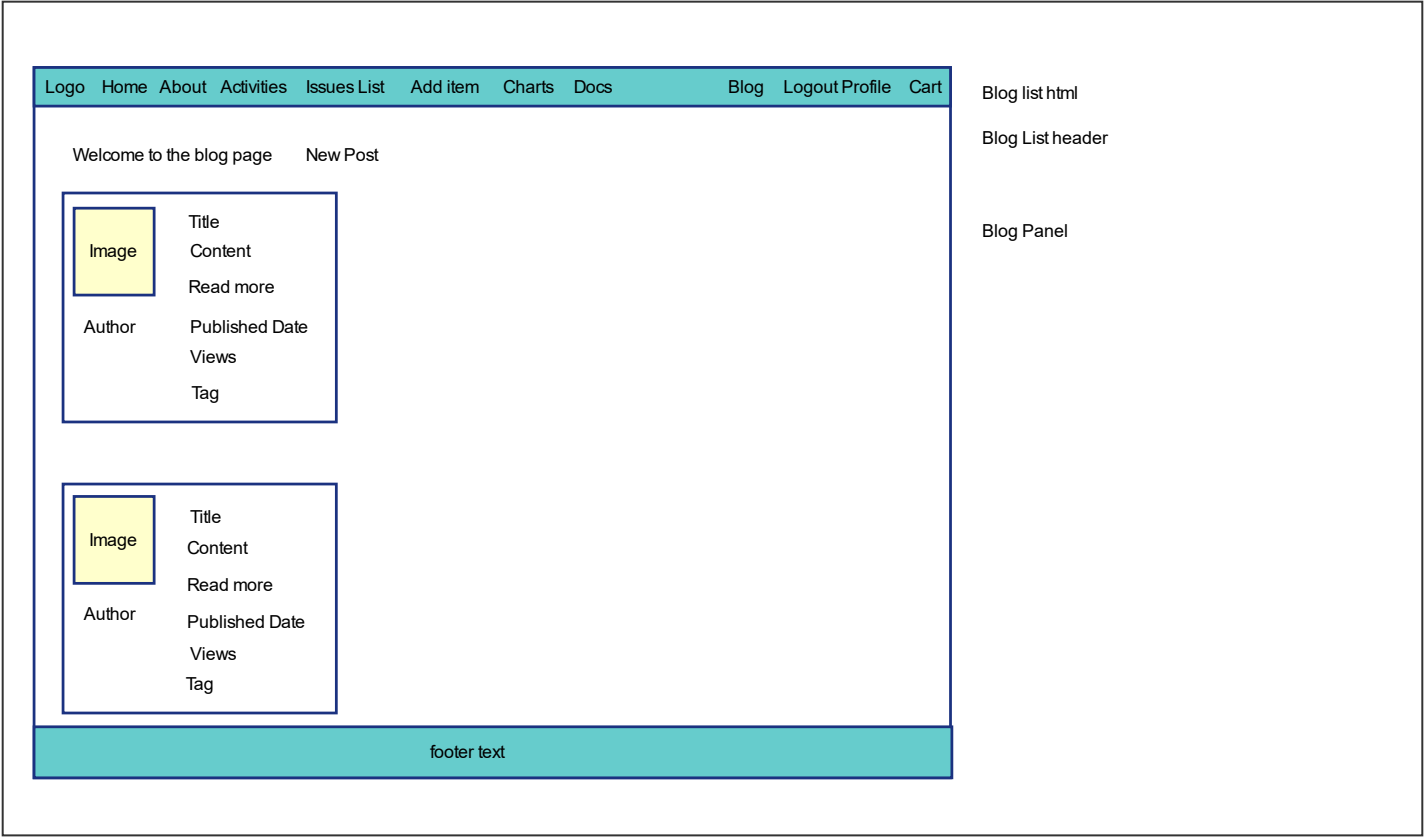 Logo Home About Activities Issues List Add item Charts Docs Blog Logout Profile Cart
Blog list html
Blog List header
Welcome to the blog page New Post
Blog Panel
Image
Title
Content
Read more
Author
Published Date
Views
Tag
Image
Title
Content
Read more
Author
Published Date
Views
Tag
footer text